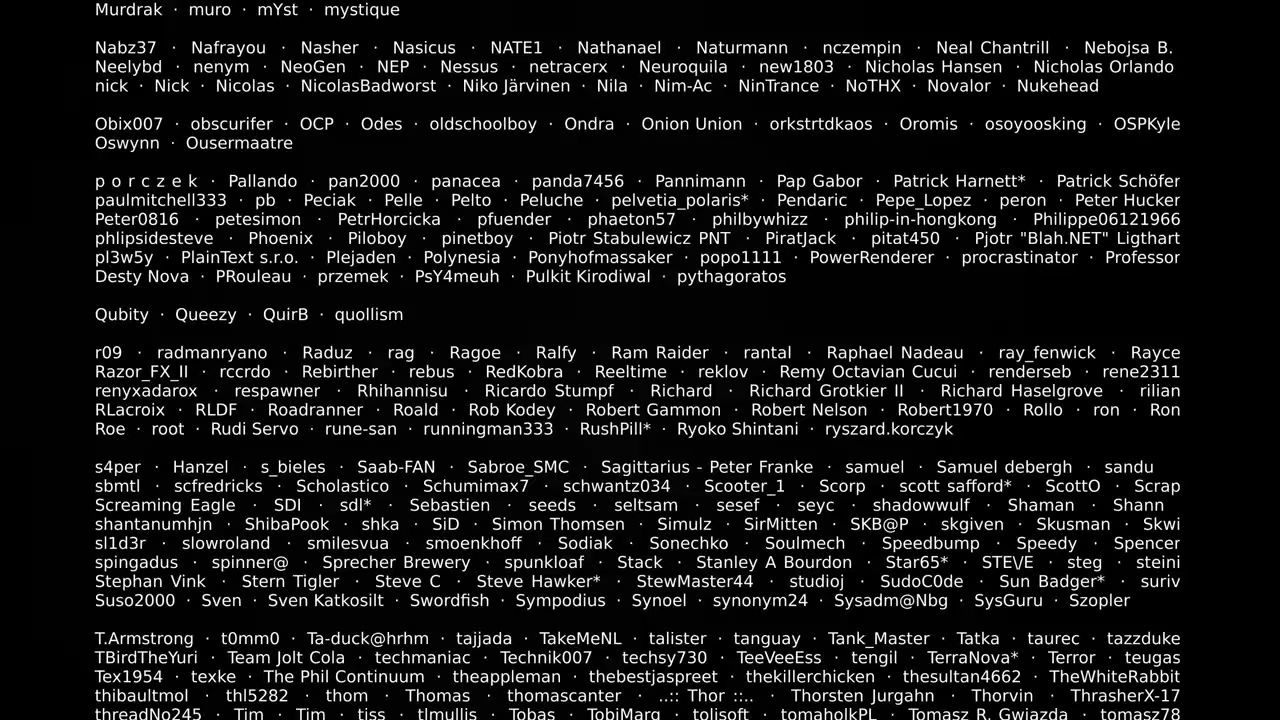 Murdrak · muro · mYst · mystique
Nabz37 · Nafrayou · Nasher · Nasicus · NATE1 · Nathanael · Naturmann · nczempin · Neal Chantrill · Nebojsa B.
Neelybd · nenym · NeoGen · NEP · Nessus · netracerx · Neuroquila · new1803 · Nicholas Hansen · Nicholas Orlando
nick · Nick · Nicolas · NicolasBadworst · Niko Järvinen · Nila · Nim-Ac · NinTrance · NoTHX · Novalor · Nukehead
Obix007 · obscurifer · OCP · Odes · oldschoolboy · Ondra · Onion Union · orkstrtdkaos · Oromis · osoyoosking · OSPKyle
Oswynn · Ousermaatre
p o r c z e k · Pallando · pan2000 · panacea · panda7456 · Pannimann · Pap Gabor · Patrick Harnett* · Patrick Schöfer
paulmitchell333 · pb · Peciak · Pelle · Pelto · Peluche · pelvetia_polaris* · Pendaric · Pepe_Lopez · peron · Peter Hucker
Peter0816 · petesimon · PetrHorcicka · pfuender · phaeton57 · philbywhizz · philip-in-hongkong · Philippe06121966
phlipsidesteve · Phoenix · Piloboy · pinetboy · Piotr Stabulewicz PNT · PiratJack · pitat450 · Pjotr "Blah.NET" Ligthart
pl3w5y · PlainText s.r.o. · Plejaden · Polynesia · Ponyhofmassaker · popo1111 · PowerRenderer · procrastinator · Professor
Desty Nova · PRouleau · przemek · PsY4meuh · Pulkit Kirodiwal · pythagoratos
Qubity · Queezy · QuirB · quollism
r09 · radmanryano · Raduz · rag · Ragoe · Ralfy · Ram Raider · rantal · Raphael Nadeau · ray_fenwick · Rayce
Razor_FX_II · rccrdo · Rebirther · rebus · RedKobra · Reeltime · reklov · Remy Octavian Cucui · renderseb · rene2311
renyxadarox · respawner · Rhihannisu · Ricardo Stumpf · Richard · Richard Grotkier II · Richard Haselgrove · rilian
RLacroix · RLDF · Roadranner · Roald · Rob Kodey · Robert Gammon · Robert Nelson · Robert1970 · Rollo · ron · Ron
Roe · root · Rudi Servo · rune-san · runningman333 · RushPill* · Ryoko Shintani · ryszard.korczyk
s4per · Hanzel · s_bieles · Saab-FAN · Sabroe_SMC · Sagittarius - Peter Franke · samuel · Samuel debergh · sandu
sbmtl · scfredricks · Scholastico · Schumimax7 · schwantz034 · Scooter_1 · Scorp · scott safford* · ScottO · Scrap
Screaming Eagle · SDI · sdl* · Sebastien · seeds · seltsam · sesef · seyc · shadowwulf · Shaman · Shann
shantanumhjn · ShibaPook · shka · SiD · Simon Thomsen · Simulz · SirMitten · SKB@P · skgiven · Skusman · Skwi
sl1d3r · slowroland · smilesvua · smoenkhoff · Sodiak · Sonechko · Soulmech · Speedbump · Speedy · Spencer
spingadus · spinner@ · Sprecher Brewery · spunkloaf · Stack · Stanley A Bourdon · Star65* · STE\/E · steg · steini
Stephan Vink · Stern Tigler · Steve C · Steve Hawker* · StewMaster44 · studioj · SudoC0de · Sun Badger* · suriv
Suso2000 · Sven · Sven Katkosilt · Swordfish · Sympodius · Synoel · synonym24 · Sysadm@Nbg · SysGuru · Szopler
T.Armstrong · t0mm0 · Ta-duck@hrhm · tajjada · TakeMeNL · talister · tanguay · Tank_Master · Tatka · taurec · tazzduke
TBirdTheYuri · Team Jolt Cola · techmaniac · Technik007 · techsy730 · TeeVeeEss · tengil · TerraNova* · Terror · teugas
Tex1954 · texke · The Phil Continuum · theappleman · thebestjaspreet · thekillerchicken · thesultan4662 · TheWhiteRabbit
thibaultmol · thl5282 · thom · Thomas · thomascanter · ..:: Thor ::.. · Thorsten Jurgahn · Thorvin · ThrasherX-17
threadNo245 · Tim · Tim · tiss · tlmullis · Tobas · TobiMarg · tolisoft · tomaholkPL · Tomasz R. Gwiazda · tomasz78